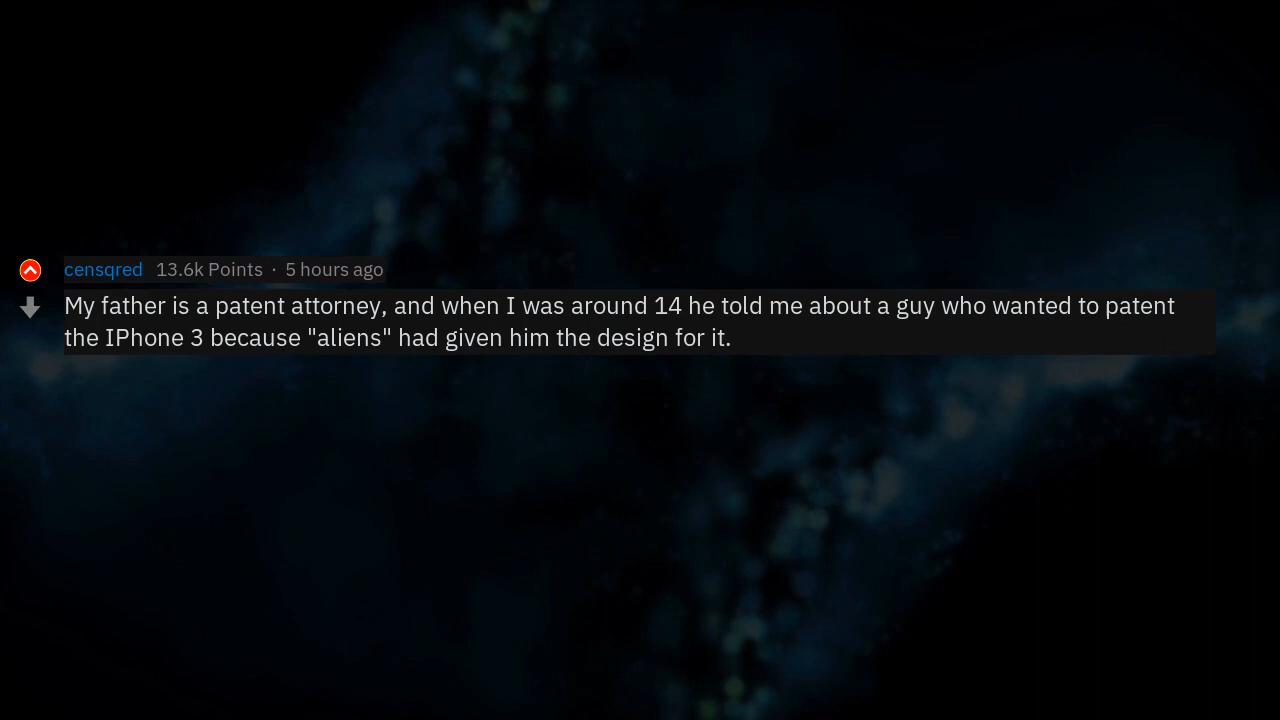 censqred 13.6k Points · 5 hours ago
My father is a patent attorney, and when I was around 14 he told me about a guy who wanted to patent
the IPhone 3 because "aliens" had given him the design for it.